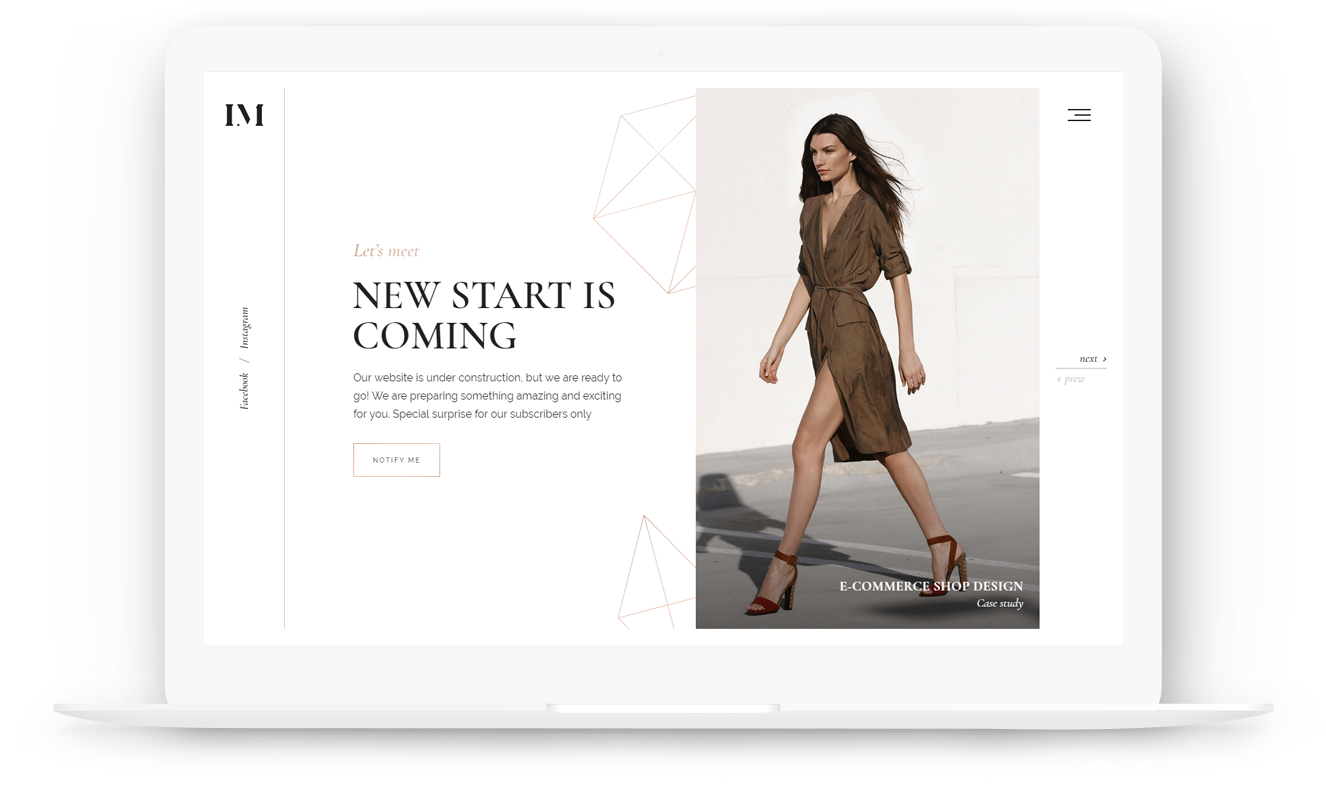 IM
Facebook / Instagram
Let's meet
NEW START IS
COMING
Our website is under construction, but we are ready to
go! We are preparing something amazing and exciting
for you. Special surprise for our subscribers only
NOTIFY ME
E-COMMERCE SHOP DESIGN
Case study
next ›
‹ prew